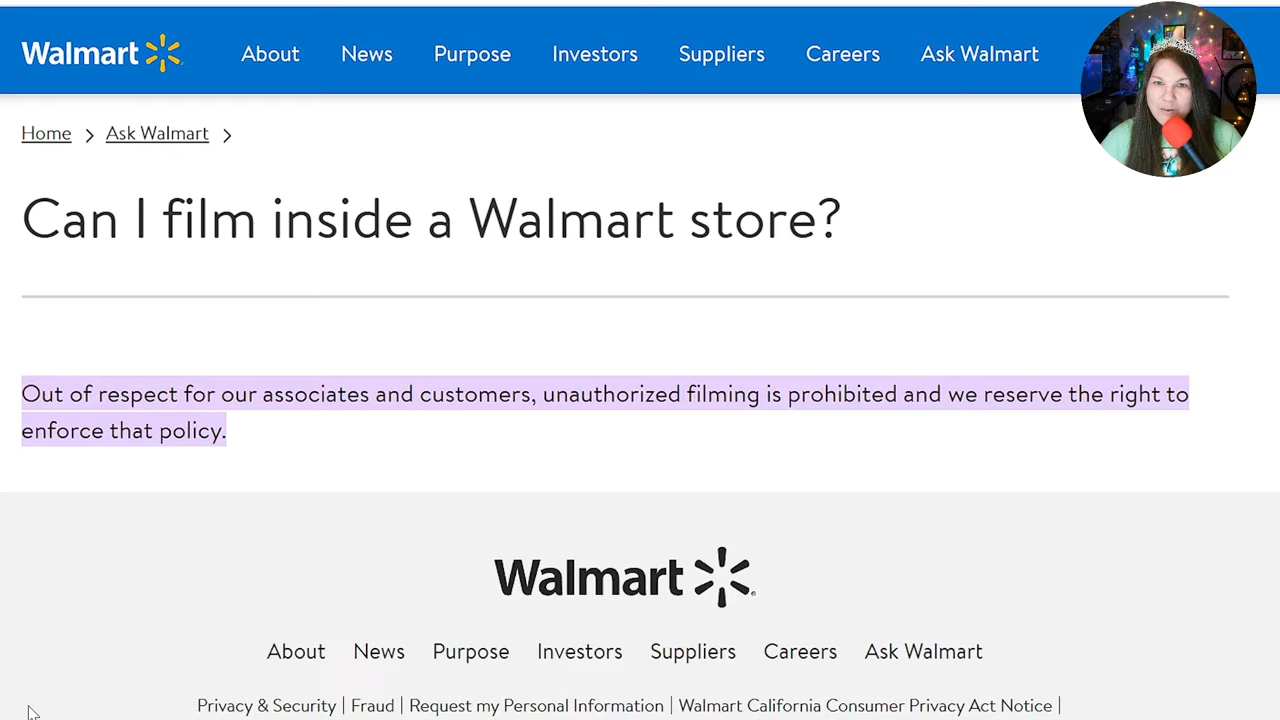 Walmart About News Purpose Investors Suppliers Careers Ask Walmart
Home > Ask Walmart >
Can I film inside a Walmart store?
Out of respect for our associates and customers, unauthorized filming is prohibited and we reserve the right to
enforce that policy.
Walmart
About News Purpose Investors Suppliers Careers Ask Walmart
Privacy & Security | Fraud | Request my Personal Information | Walmart California Consumer Privacy Act Notice |